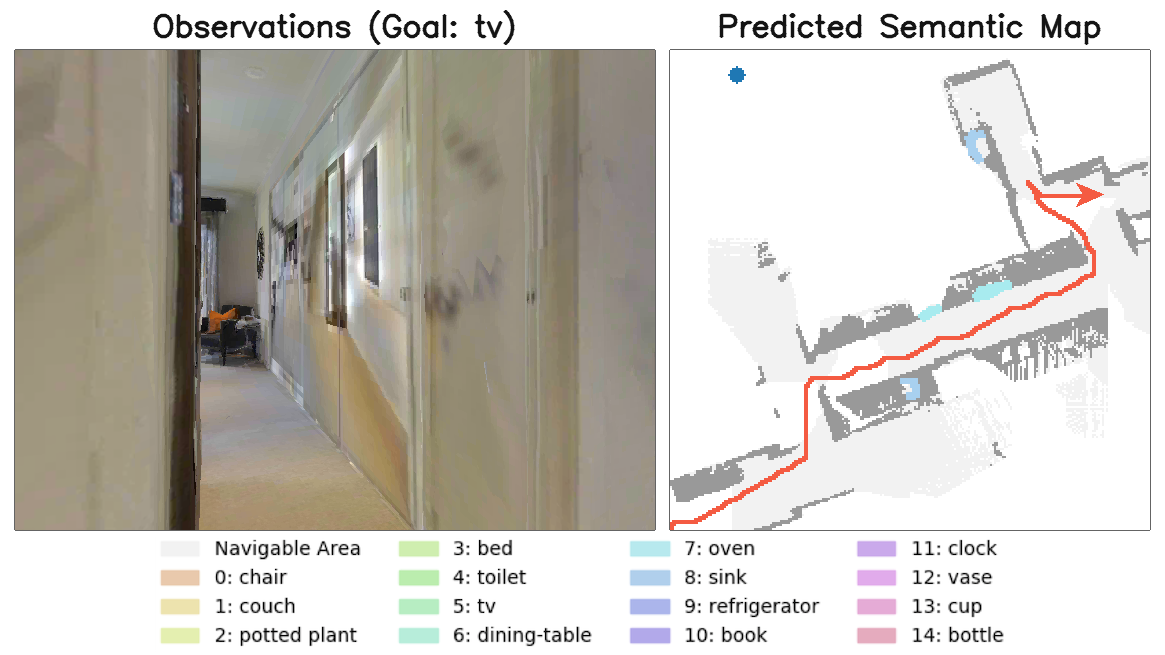 Observations (Goal: tv)
Predicted Semantic Map
Navigable Area
0: chair
1: couch
2: potted plant
3: bed
4: toilet
5: tv
6: dining-table
7: oven
8: sink
9: refrigerator
10: book
11: clock
12: vase
13: cup
14: bottle